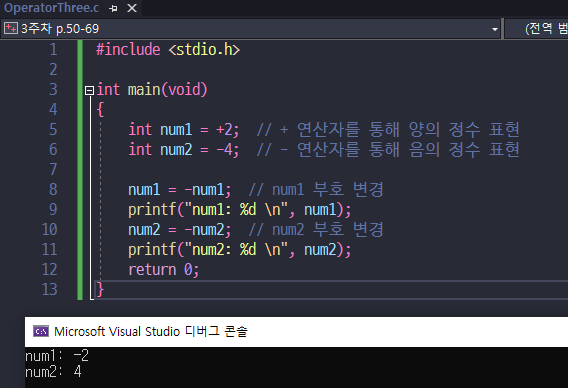 OperatorThree.c
3주차 p.50-69
(전역 범
1 #include <stdio.h>
2
3 int main(void)
4 {
5 int num1 = +2;  // + 연산자를 통해 양의 정수 표현
6 int num2 = -4;  // - 연산자를 통해 음의 정수 표현
7
8 num1 = -num1;  // num1 부호 변경
9 printf("num1: %d \n", num1);
10 num2 = -num2;  // num2 부호 변경
11 printf("num2: %d \n", num2);
12 return 0;
13 }
C:\ Microsoft Visual Studio 디버그 콘솔
num1: -2
num2: 4